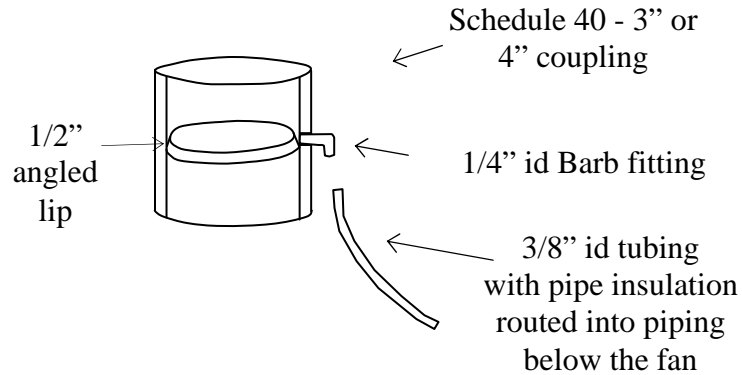 Schedule 40 - 3” or
4” coupling
1/2”
angled
lip
1/4” id Barb fitting
3/8” id tubing
with pipe insulation
routed into piping
below the fan